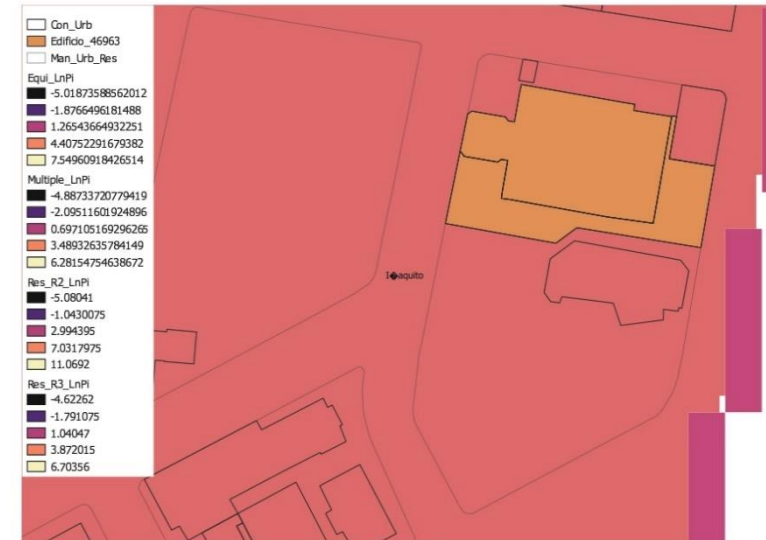 Con_Urb
Edificio_46963
Man_Urb_Res
Equi_LnPi
-5.01873588562012
-1.8766496181488
1.26543664932251
4.40752291679382
7.54960918426514
Multiple_LnPi
-4.88733720779419
-2.09511601924896
0.697105169296265
3.48932635784149
6.28154754638672
Res_R2_LnPi
-5.08041
-1.0430075
2.994395
7.0317975
11.0692
Res_R3_LnPi
-4.62262
-1.791075
1.04047
3.872015
6.70356
I�aquito